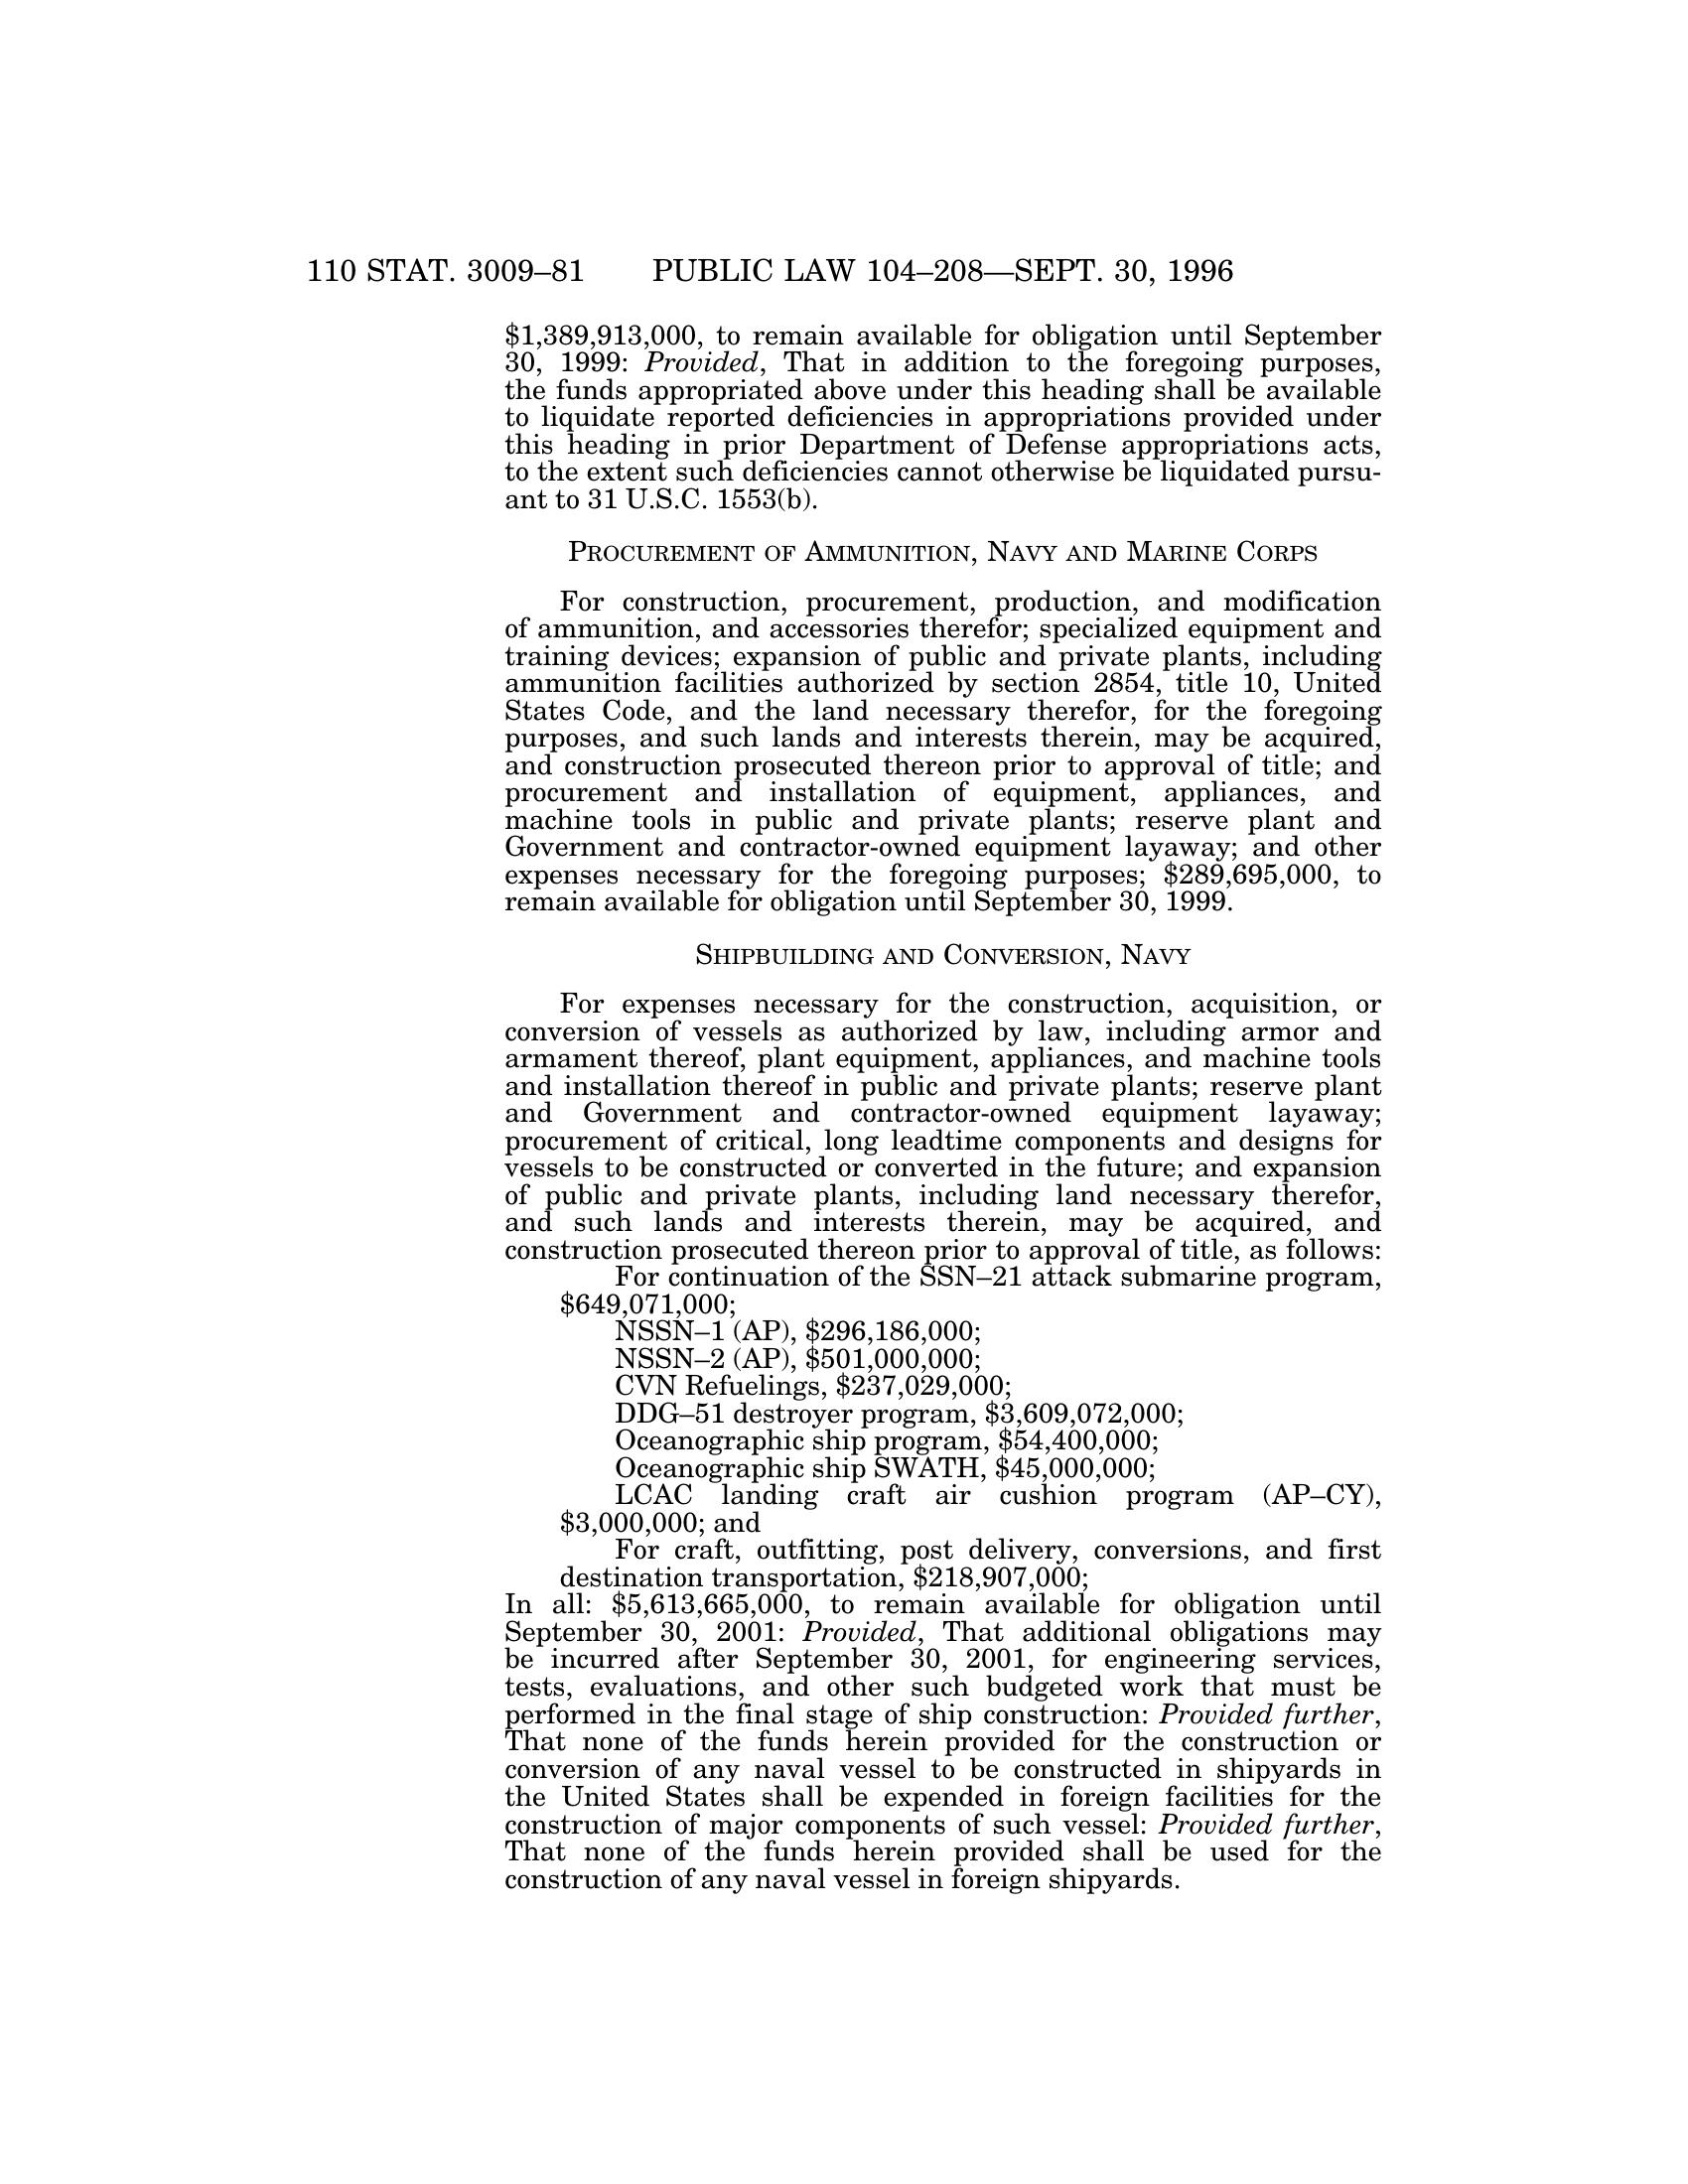 110 STAT. 3009–81 PUBLIC LAW 104–208—SEPT. 30, 1996
$1,389,913,000, to remain available for obligation until September
30, 1999: Provided, That in addition to the foregoing purposes,
the funds appropriated above under this heading shall be available
to liquidate reported deficiencies in appropriations provided under
this heading in prior Department of Defense appropriations acts,
to the extent such deficiencies cannot otherwise be liquidated pursu-
ant to 31 U.S.C. 1553(b).
PROCUREMENT OF AMMUNITION, NAVY AND MARINE CORPS
For construction, procurement, production, and modification
of ammunition, and accessories therefor; specialized equipment and
training devices; expansion of public and private plants, including
ammunition facilities authorized by section 2854, title 10, United
States Code, and the land necessary therefor, for the foregoing
purposes, and such lands and interests therein, may be acquired,
and construction prosecuted thereon prior to approval of title; and
procurement and installation of equipment, appliances, and
machine tools in public and private plants; reserve plant and
Government and contractor-owned equipment layaway; and other
expenses necessary for the foregoing purposes; $289,695,000, to
remain available for obligation until September 30, 1999.
SHIPBUILDING AND CONVERSION, NAVY
For expenses necessary for the construction, acquisition, or
conversion of vessels as authorized by law, including armor and
armament thereof, plant equipment, appliances, and machine tools
and installation thereof in public and private plants; reserve plant
and Government and contractor-owned equipment layaway;
procurement of critical, long leadtime components and designs for
vessels to be constructed or converted in the future; and expansion
of public and private plants, including land necessary therefor,
and such lands and interests therein, may be acquired, and
construction prosecuted thereon prior to approval of title, as follows:
For continuation of the SSN–21 attack submarine program,
$649,071,000;
NSSN–1 (AP), $296,186,000;
NSSN–2 (AP), $501,000,000;
CVN Refuelings, $237,029,000;
DDG–51 destroyer program, $3,609,072,000;
Oceanographic ship program, $54,400,000;
Oceanographic ship SWATH, $45,000,000;
LCAC landing craft air cushion program (AP–CY),
$3,000,000; and
For craft, outfitting, post delivery, conversions, and first
destination transportation, $218,907,000;
In all: $5,613,665,000, to remain available for obligation until
September 30, 2001: Provided, That additional obligations may
be incurred after September 30, 2001, for engineering services,
tests, evaluations, and other such budgeted work that must be
performed in the final stage of ship construction: Provided further,
That none of the funds herein provided for the construction or
conversion of any naval vessel to be constructed in shipyards in
the United States shall be expended in foreign facilities for the
construction of major components of such vessel: Provided further,
That none of the funds herein provided shall be used for the
construction of any naval vessel in foreign shipyards.